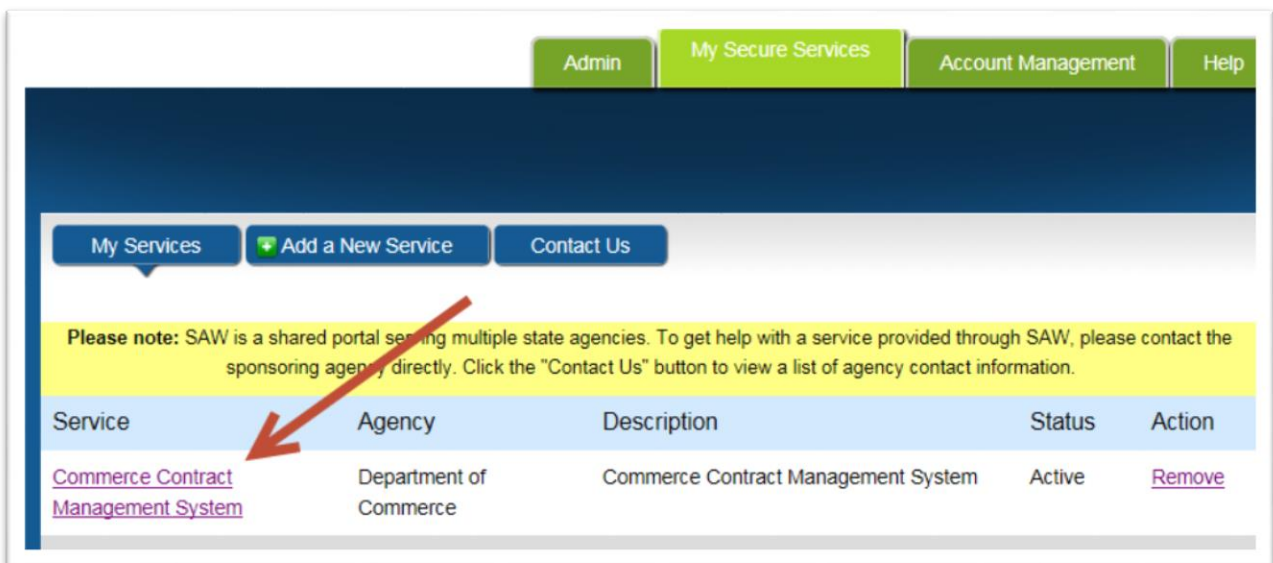 Admin
My Secure Services
Account Management
Help
My Services
Add a New Service
Contact Us
Please note: SAW is a shared portal serving multiple state agencies. To get help with a service provided through SAW, please contact the
sponsoring agency directly. Click the "Contact Us" button to view a list of agency contact information.
Service Agency Description Status Action
Commerce Contract Department of Commerce Contract Management System Active Remove
Management System Commerce